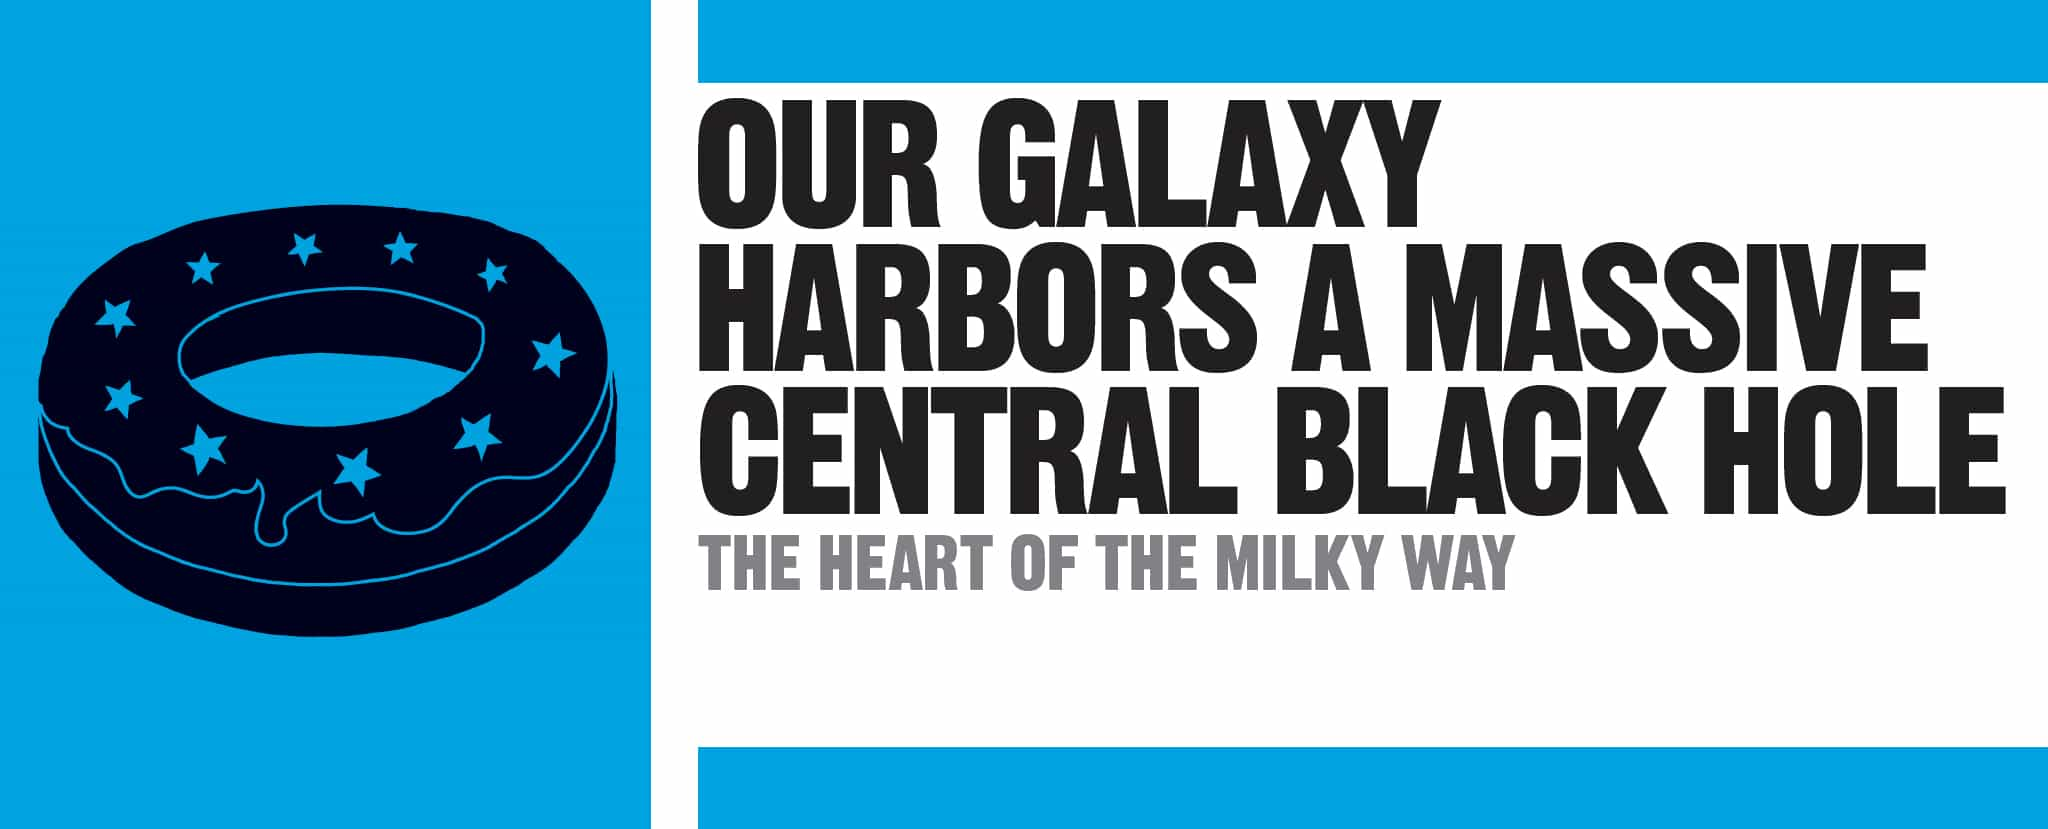 OUR GALAXY
HARBORS A MASSIVE
CENTRAL BLACK HOLE
THE HEART OF THE MILKY WAY